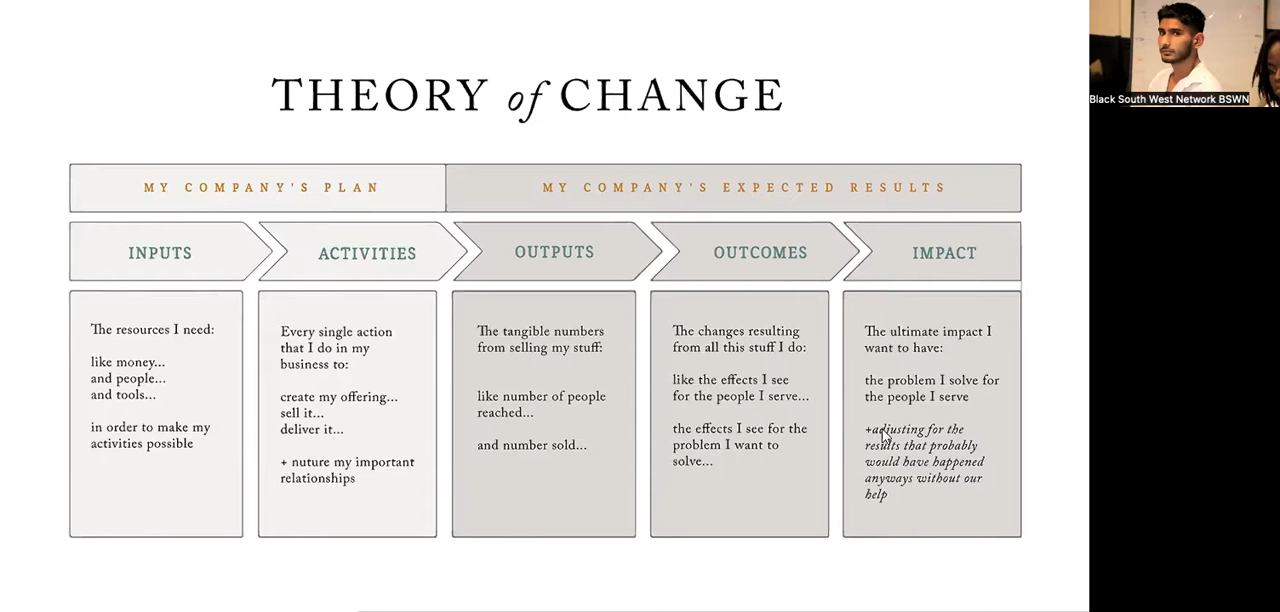 THEORY of CHANGE
MY COMPANY'S PLAN
MY COMPANY'S EXPECTED RESULTS
INPUTS
ACTIVITIES
OUTPUTS
OUTCOMES
IMPACT
The resources I need:
like money...
and people...
and tools...
in order to make my
activities possible
Every single action
that I do in my
business to:
create my offering...
sell it...
deliver it...
+ nuture my important
relationships
The tangible numbers
from selling my stuff:
like number of people
reached...
and number sold...
The changes resulting
from all this stuff I do:
like the effects I see
for the people I serve...
the effects I see for the
problem I want to
solve...
The ultimate impact I
want to have:
the problem I solve for
the people I serve
+adjusting for the
results that probably
would have happened
anyways without our
help
Black South West Network BSWN